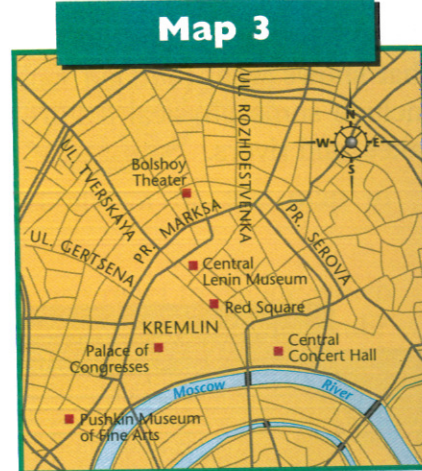 Map 3
UL. ROZHDESTVENKA
N
W E
S
UL. TVERSKAYA
Bolshoy
Theater
PR. MARKSA
PR. SEROVA
UL. GERTSENA
Central
Lenin Museum
Red Square
KREMLIN
Palace of
Congresses
Central
Concert Hall
Moscow River
Pushkin Museum
of Fine Arts